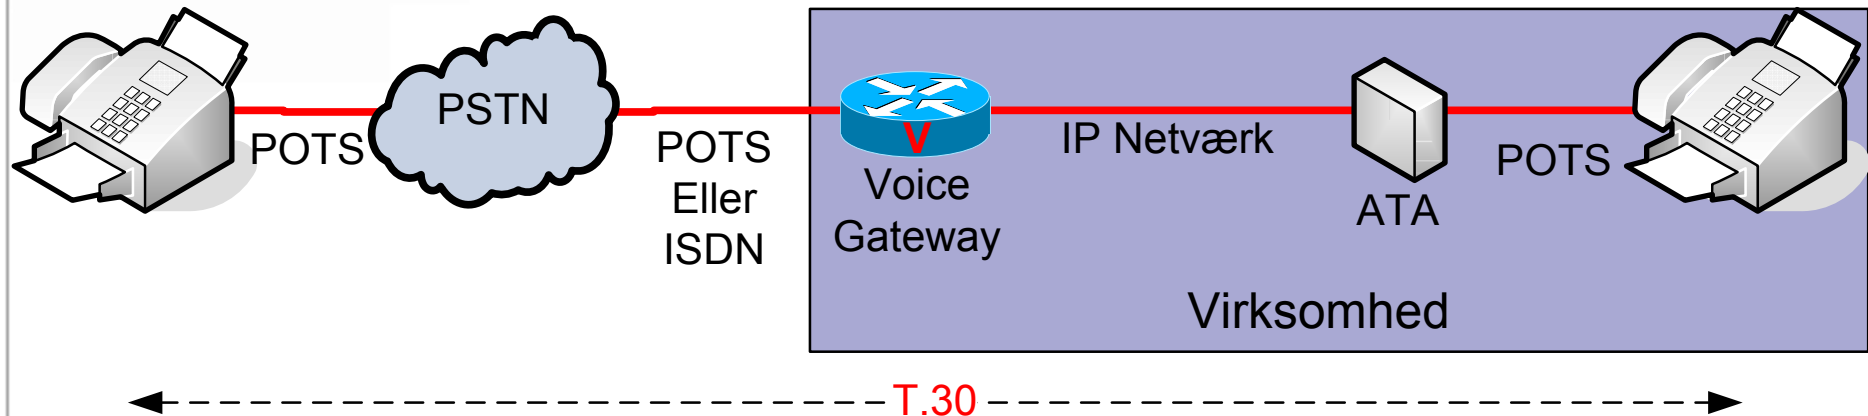 POTS
PSTN
POTS
Eller
ISDN
V
Voice
Gateway
IP Netværk
ATA
POTS
Virksomhed
T.30